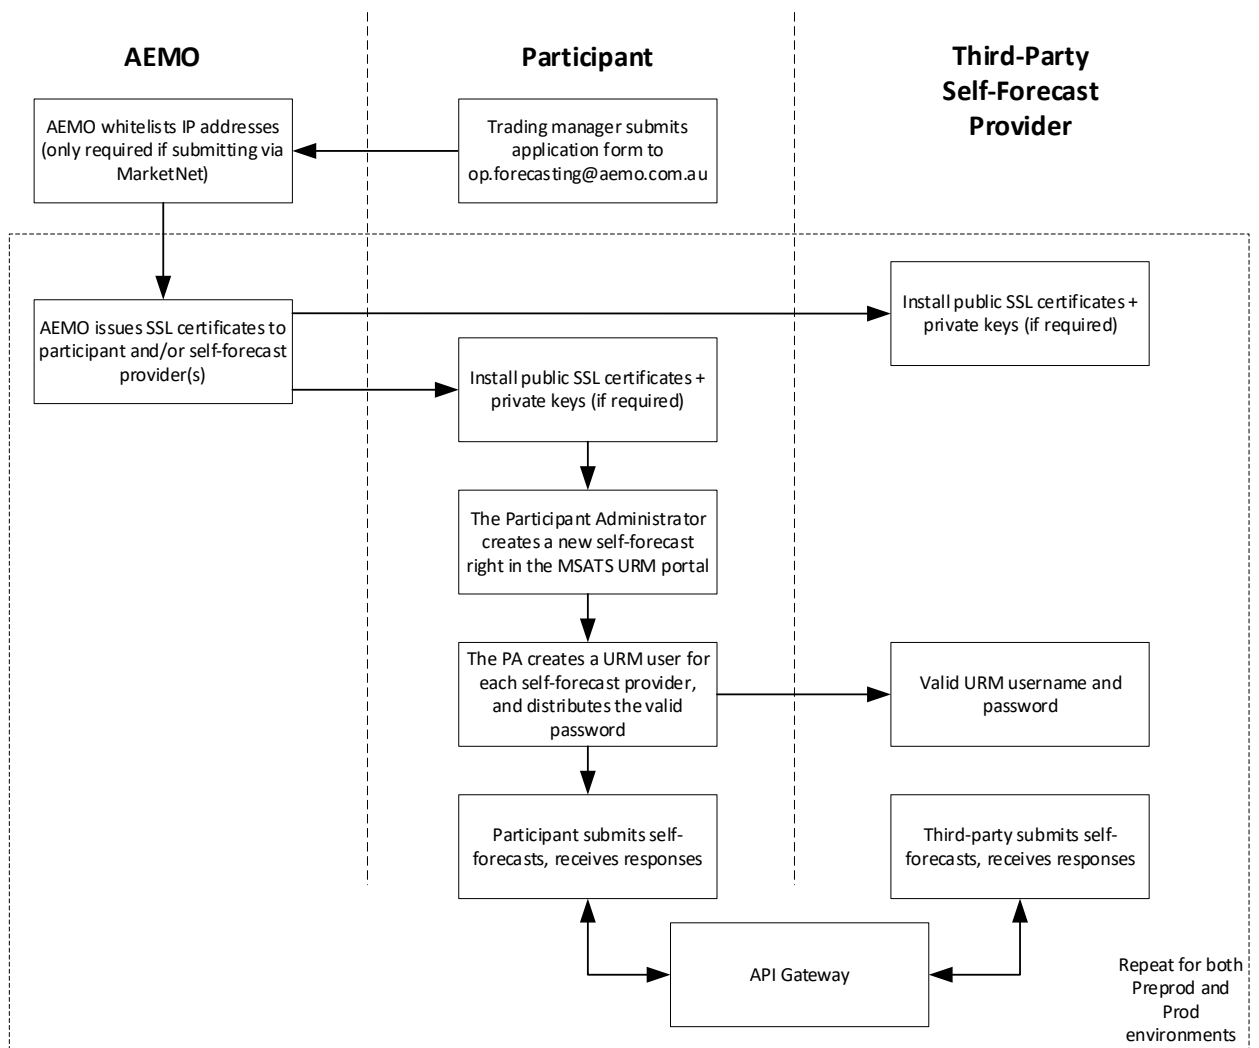 AEMO
Participant
Third-Party
Self-Forecast
Provider
AEMO whitelists IP addresses
(only required if submitting via
MarketNet)
Trading manager submits
application form to
op.forecasting@aemo.com.au
AEMO issues SSL certificates to
participant and/or self-forecast
provider(s)
Install public SSL certificates +
private keys (if required)
Install public SSL certificates +
private keys (if required)
The Participant Administrator
creates a new self-forecast
right in the MSATS URM portal
The PA creates a URM user for
each self-forecast provider,
and distributes the valid
password
Valid URM username and
password
Participant submits self-
forecasts, receives responses
Third-party submits self-
forecasts, receives responses
API Gateway
Repeat for both
Preprod and
Prod
environments